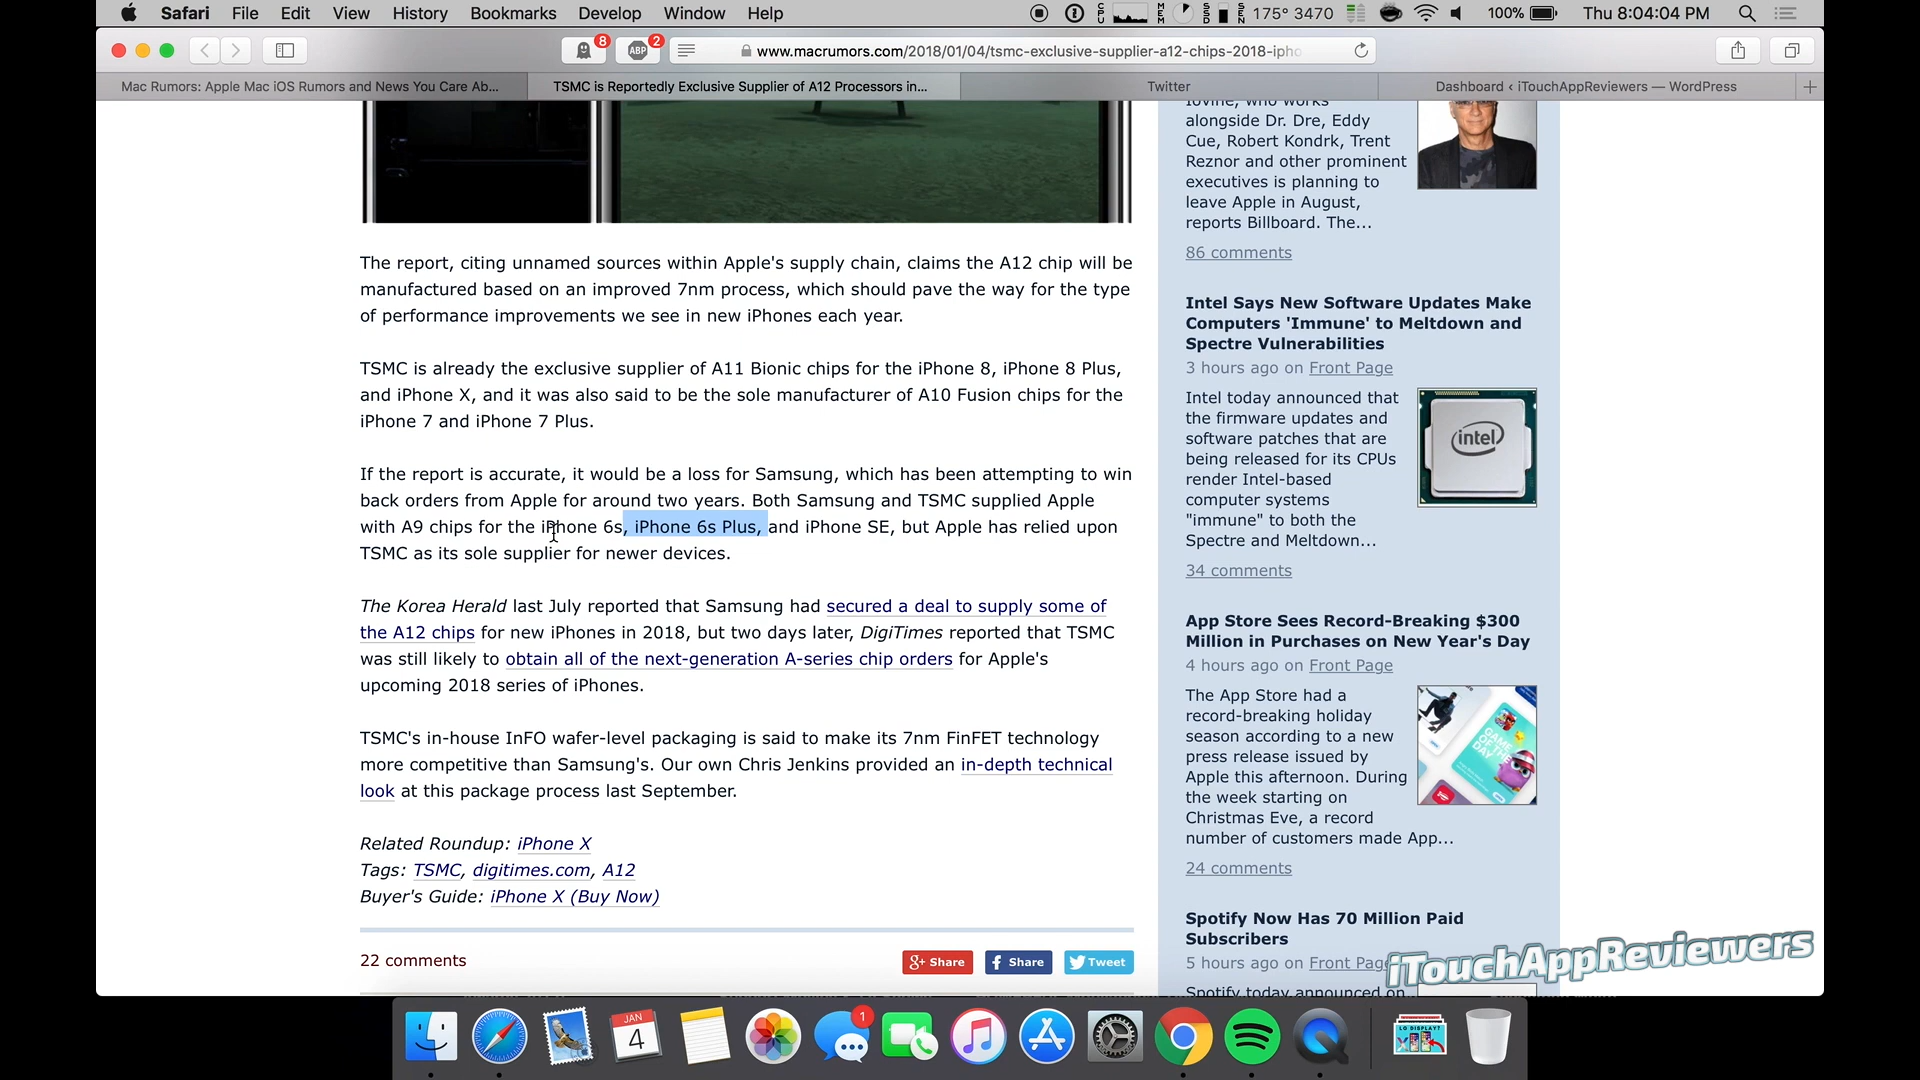 Safari File Edit View History Bookmarks Develop Window Help
CPU MEM SSD SEN 175° 3470 100% Thu 8:04:04 PM
8 ABP 2 www.macrumors.com/2018/01/04/tsmc-exclusive-supplier-a12-chips-2018-ipho
Mac Rumors: Apple Mac iOS Rumors and News You Care Ab... TSMC is Reportedly Exclusive Supplier of A12 Processors in... Twitter Dashboard ‹ iTouchAppReviewers — WordPress
The report, citing unnamed sources within Apple's supply chain, claims the A12 chip will be
manufactured based on an improved 7nm process, which should pave the way for the type
of performance improvements we see in new iPhones each year.
TSMC is already the exclusive supplier of A11 Bionic chips for the iPhone 8, iPhone 8 Plus,
and iPhone X, and it was also said to be the sole manufacturer of A10 Fusion chips for the
iPhone 7 and iPhone 7 Plus.
If the report is accurate, it would be a loss for Samsung, which has been attempting to win
back orders from Apple for around two years. Both Samsung and TSMC supplied Apple
with A9 chips for the iPhone 6s, iPhone 6s Plus, and iPhone SE, but Apple has relied upon
TSMC as its sole supplier for newer devices.
The Korea Herald last July reported that Samsung had secured a deal to supply some of
the A12 chips for new iPhones in 2018, but two days later, DigiTimes reported that TSMC
was still likely to obtain all of the next-generation A-series chip orders for Apple's
upcoming 2018 series of iPhones.
TSMC's in-house InFO wafer-level packaging is said to make its 7nm FinFET technology
more competitive than Samsung's. Our own Chris Jenkins provided an in-depth technical
look at this package process last September.
Related Roundup: iPhone X
Tags: TSMC, digitimes.com, A12
Buyer's Guide: iPhone X (Buy Now)
22 comments
g+ Share f Share Tweet
Iovine, who works
alongside Dr. Dre, Eddy
Cue, Robert Kondrk, Trent
Reznor and other prominent
executives is planning to
leave Apple in August,
reports Billboard. The...
86 comments
Intel Says New Software Updates Make
Computers 'Immune' to Meltdown and
Spectre Vulnerabilities
3 hours ago on Front Page
Intel today announced that
the firmware updates and
software patches that are
being released for its CPUs
render Intel-based
computer systems
"immune" to both the
Spectre and Meltdown...
intel
34 comments
App Store Sees Record-Breaking $300
Million in Purchases on New Year's Day
4 hours ago on Front Page
The App Store had a
record-breaking holiday
season according to a new
press release issued by
Apple this afternoon. During
the week starting on
Christmas Eve, a record
number of customers made App...
GAME
OF THE
DAY
24 comments
Spotify Now Has 70 Million Paid
Subscribers
5 hours ago on Front Page
Spotify today announced on
iTouchAppReviewers
JAN
4
1
LG DISPLAY?